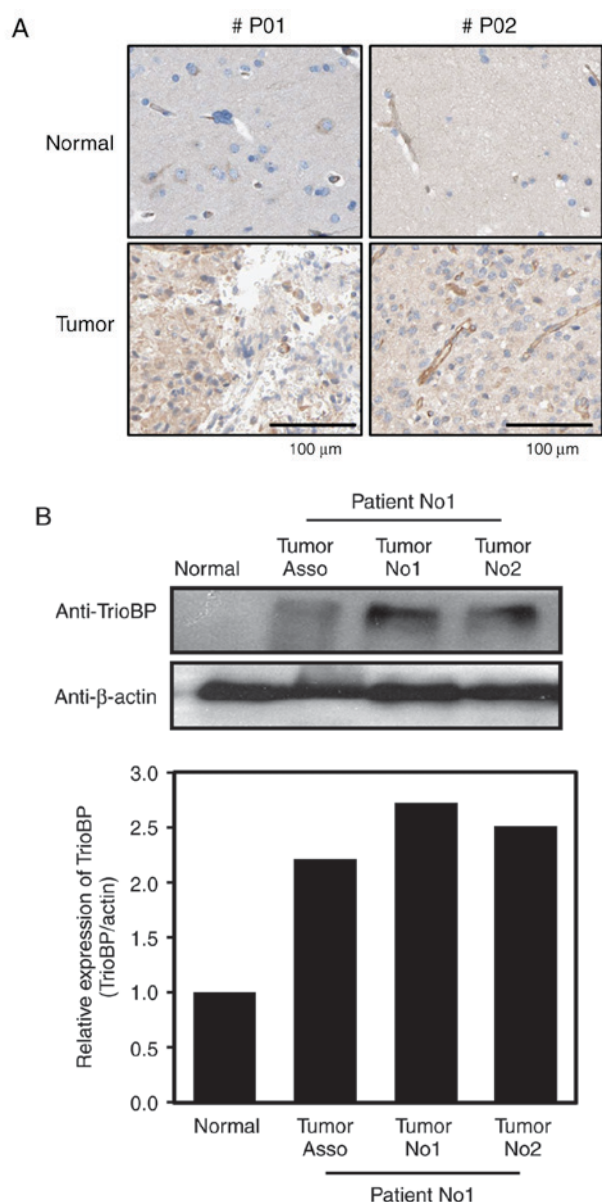 A
# P01
# P02
Normal
Tumor
100 μm
100 μm
B
Patient No1
Normal
Tumor
Asso
Tumor
No1
Tumor
No2
Anti-TrioBP
Anti-β-actin
Relative expression of TrioBP
(TrioBP/actin)
3.0
2.5
2.0
1.5
1.0
0.5
0.0
Normal
Tumor
Asso
Tumor
No1
Tumor
No2
Patient No1